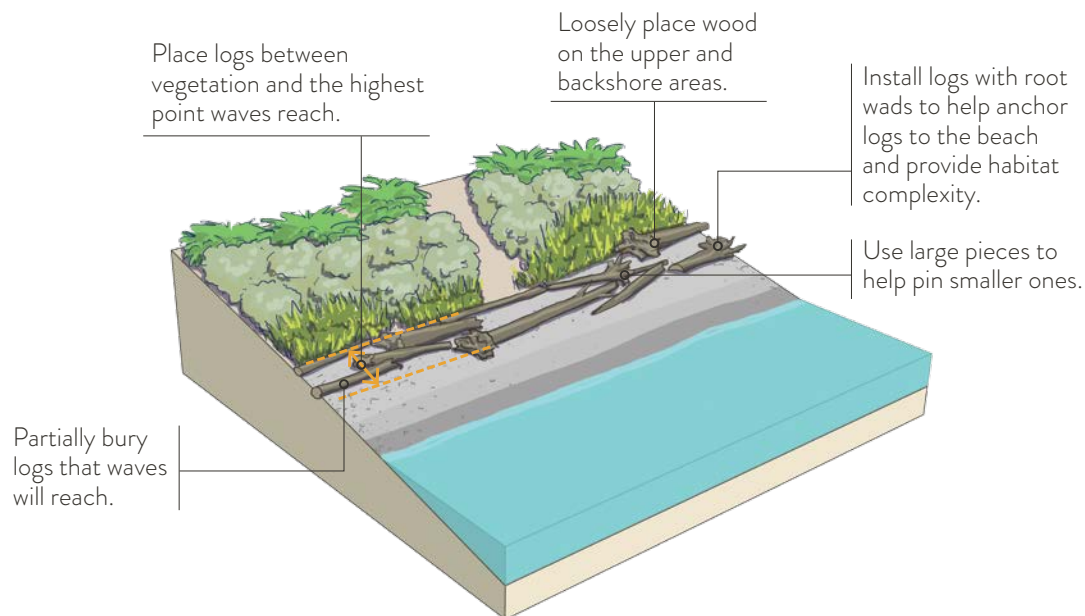 Place logs between
vegetation and the highest
point waves reach.
Loosely place wood
on the upper and
backshore areas.
Install logs with root
wads to help anchor
logs to the beach
and provide habitat
complexity.
Use large pieces to
help pin smaller ones.
Partially bury
logs that waves
will reach.